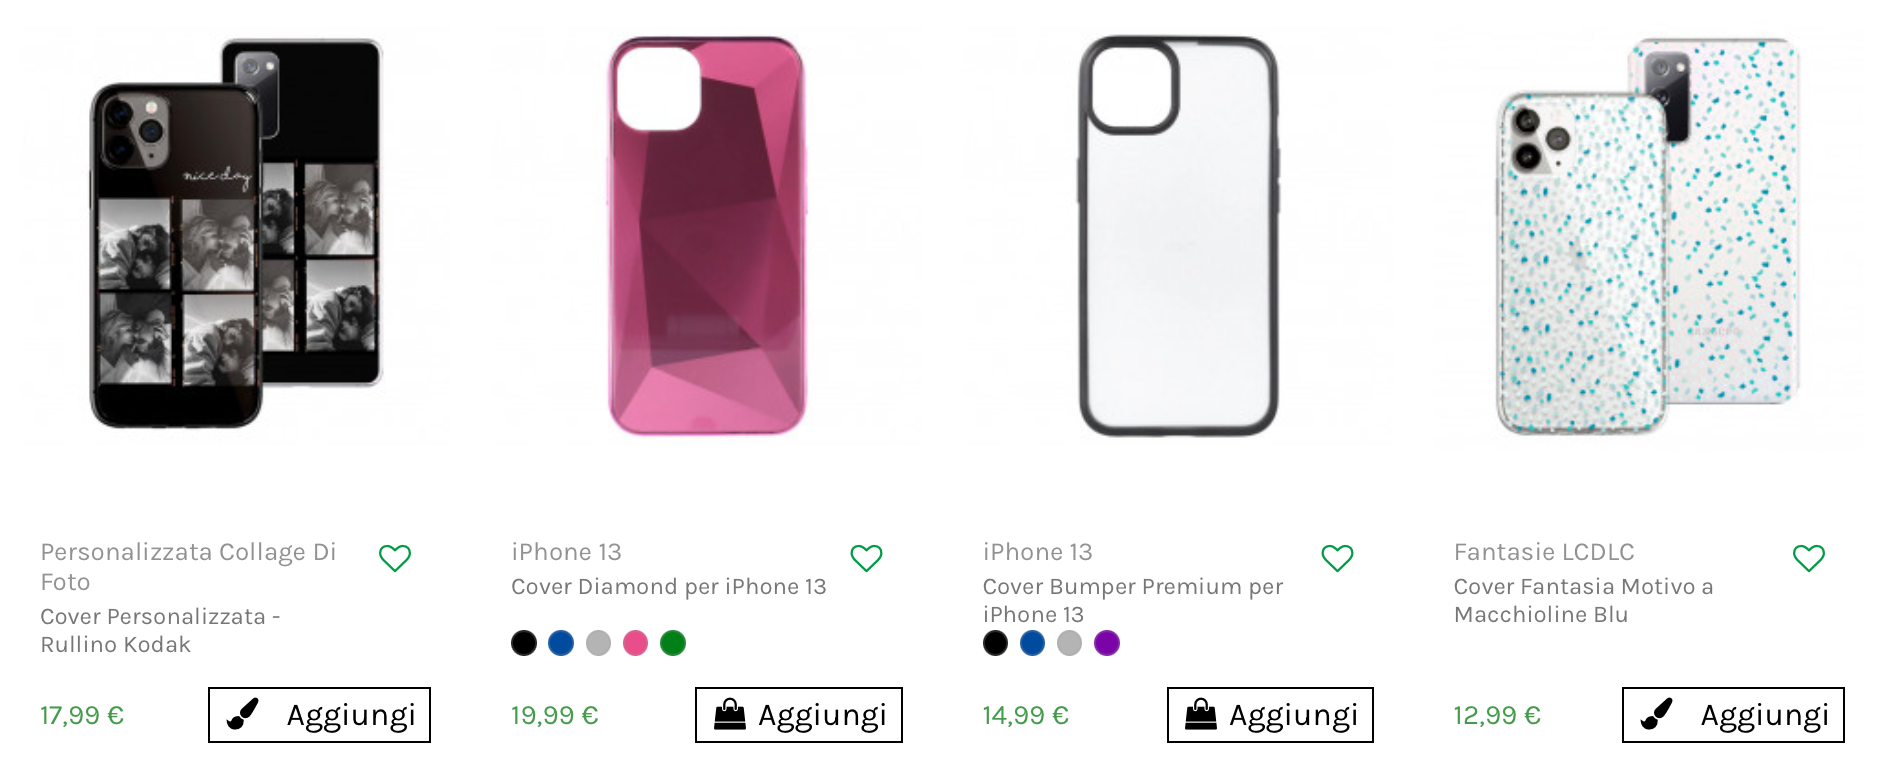 nice day
Personalizzata Collage Di
Foto
Cover Personalizzata -
Rullino Kodak
17,99 €
Aggiungi
iPhone 13
Cover Diamond per iPhone 13
19,99 €
Aggiungi
iPhone 13
Cover Bumper Premium per
iPhone 13
14,99 €
Aggiungi
Fantasie LCDLC
Cover Fantasia Motivo a
Macchioline Blu
12,99 €
Aggiungi